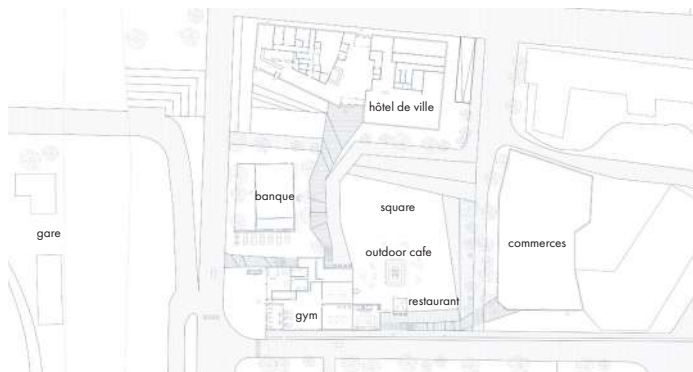 hôtel de ville
banque
square
gare
commerces
outdoor cafe
restaurant
gym